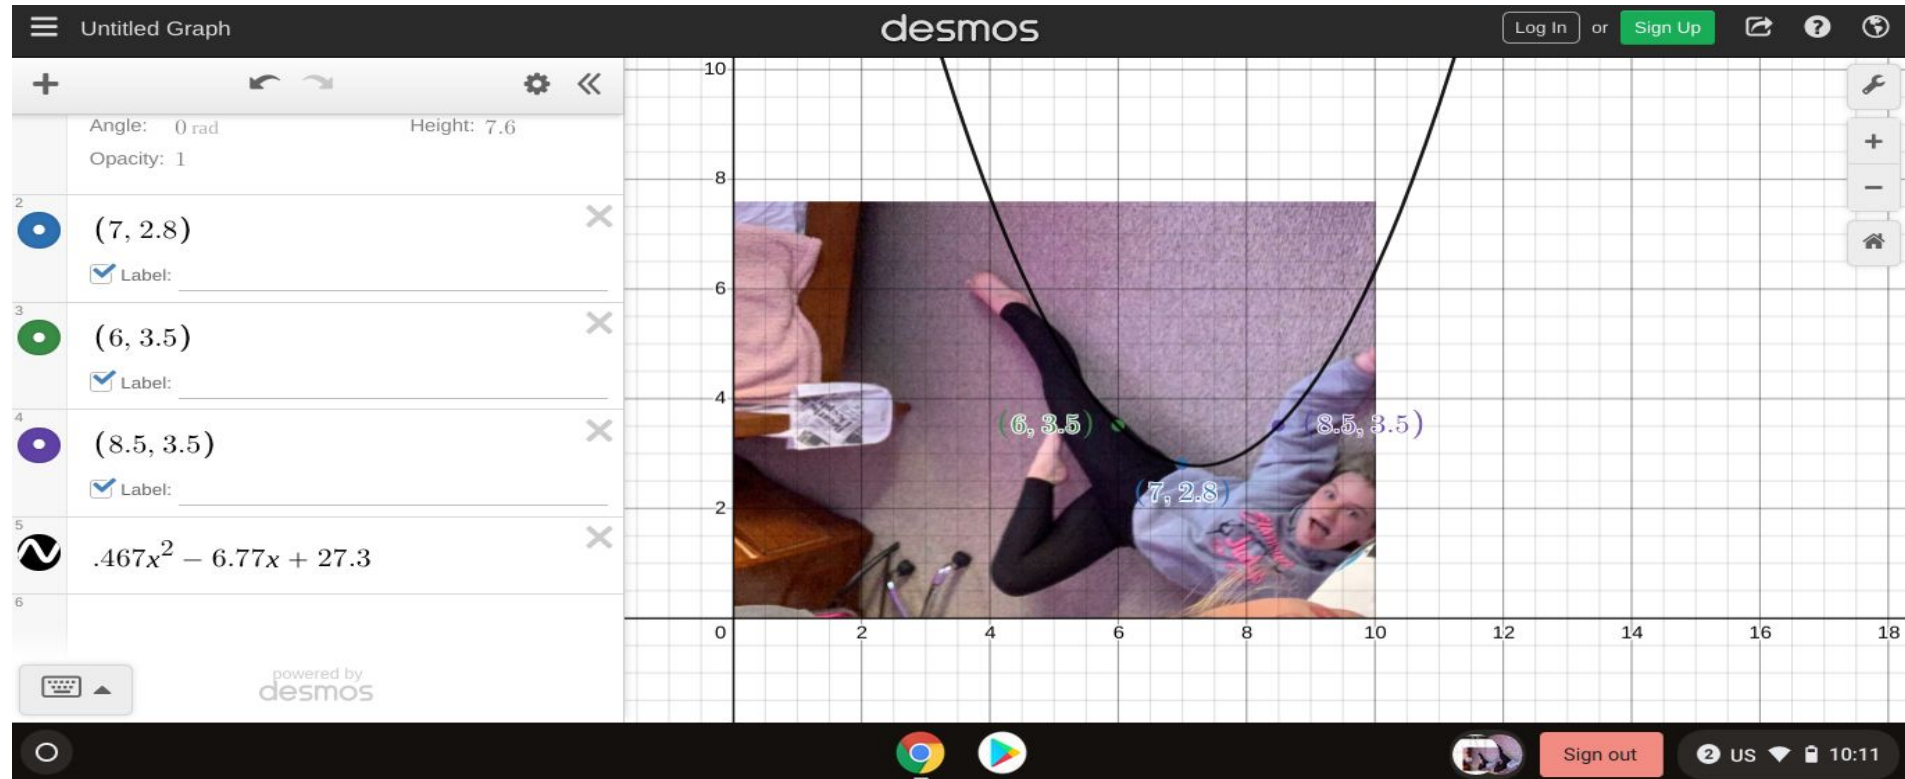 Untitled Graph
desmos
Log In or Sign Up
Angle: 0 rad Height: 7.6
Opacity: 1
2
(7, 2.8)
Label:
3
(6, 3.5)
Label:
4
(8.5, 3.5)
Label:
5
.467x² − 6.77x + 27.3
6
powered by
desmos
10
8
6
4
2
0 2 4 6 8 10 12 14 16 18
(6, 3.5)
(8.5, 3.5)
(7, 2.8)
Sign out
2 US 10:11